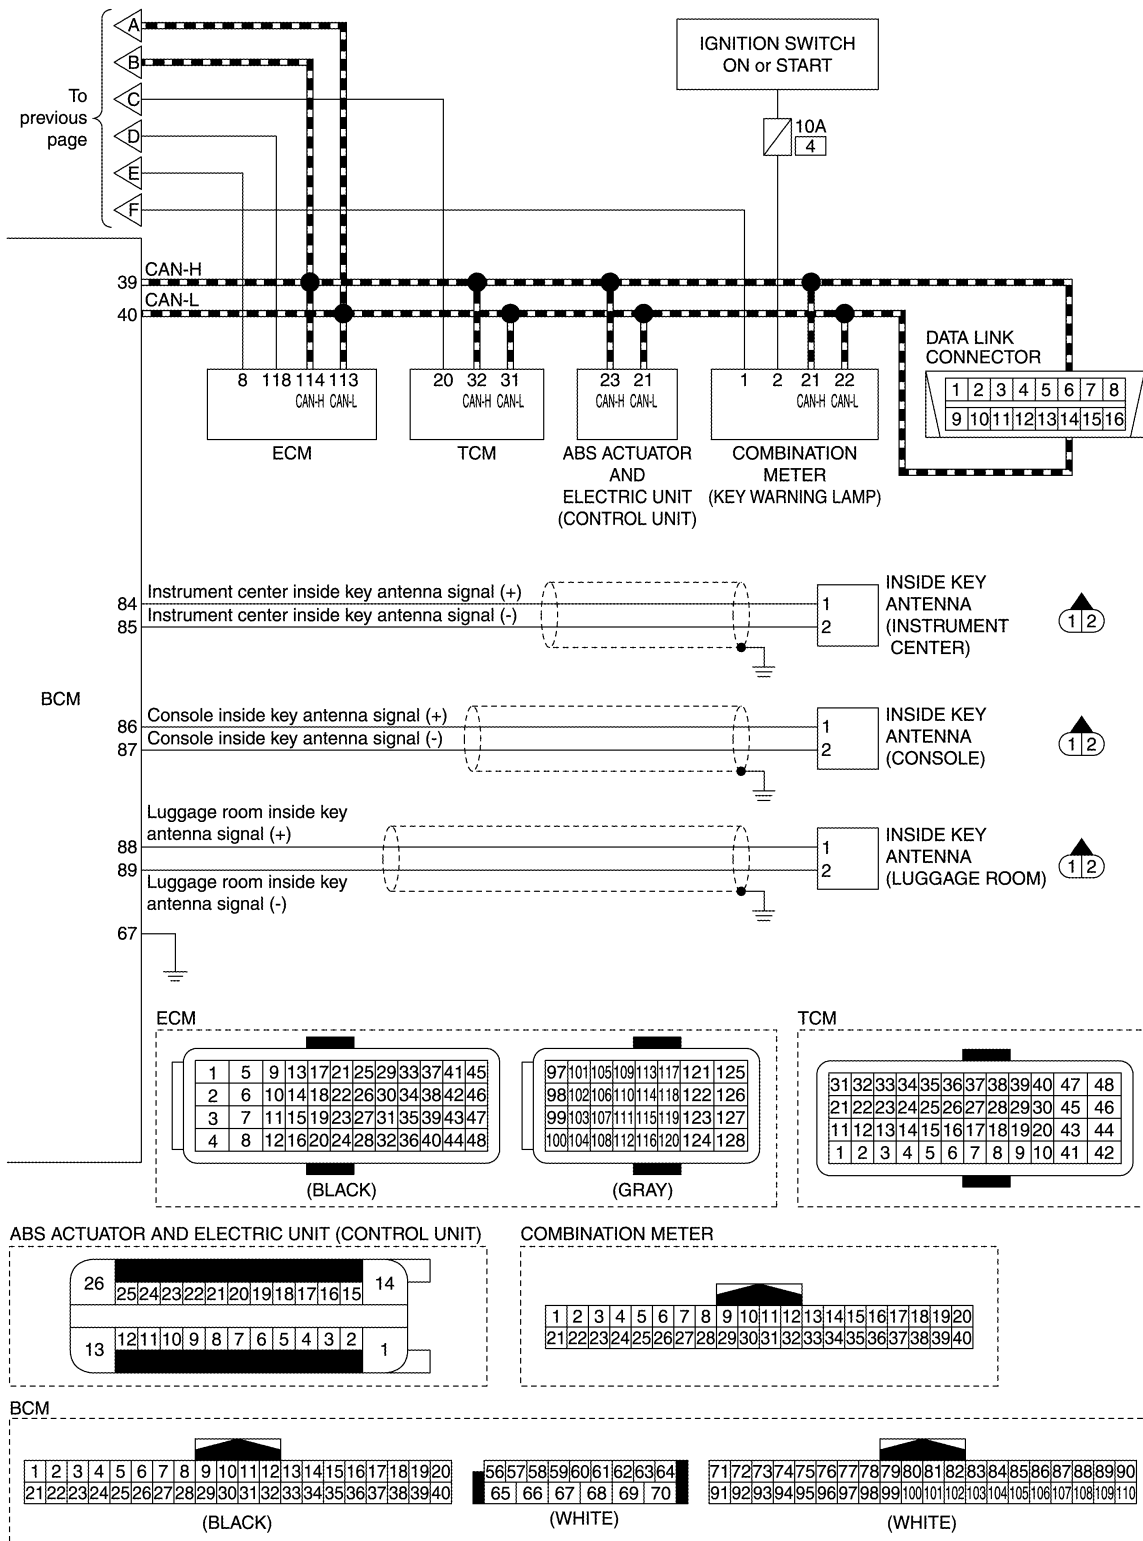 A
B
C
D
E
F
To
previous
page
IGNITION SWITCH
ON or START
10A
4
39 CAN-H
40 CAN-L
8 118 114 113
CAN-H CAN-L
ECM
20 32 31
CAN-H CAN-L
TCM
23 21
CAN-H CAN-L
ABS ACTUATOR
AND
ELECTRIC UNIT
(CONTROL UNIT)
1 2 21 22
CAN-H CAN-L
COMBINATION
METER
(KEY WARNING LAMP)
DATA LINK
CONNECTOR
1 2 3 4 5 6 7 8
9 10 11 12 13 14 15 16
BCM
84 Instrument center inside key antenna signal (+) 1
85 Instrument center inside key antenna signal (-) 2
INSIDE KEY
ANTENNA
(INSTRUMENT
CENTER)
1 2
86 Console inside key antenna signal (+) 1
87 Console inside key antenna signal (-) 2
INSIDE KEY
ANTENNA
(CONSOLE)
1 2
Luggage room inside key
antenna signal (+)
88 1
89 2
Luggage room inside key
antenna signal (-)
INSIDE KEY
ANTENNA
(LUGGAGE ROOM)
1 2
67
ECM
1 5 9 13 17 21 25 29 33 37 41 45
2 6 10 14 18 22 26 30 34 38 42 46
3 7 11 15 19 23 27 31 35 39 43 47
4 8 12 16 20 24 28 32 36 40 44 48
(BLACK)
97 101 105 109 113 117 121 125
98 102 106 110 114 118 122 126
99 103 107 111 115 119 123 127
100 104 108 112 116 120 124 128
(GRAY)
TCM
31 32 33 34 35 36 37 38 39 40 47 48
21 22 23 24 25 26 27 28 29 30 45 46
11 12 13 14 15 16 17 18 19 20 43 44
1 2 3 4 5 6 7 8 9 10 41 42
ABS ACTUATOR AND ELECTRIC UNIT (CONTROL UNIT)
26 25 24 23 22 21 20 19 18 17 16 15 14
13 12 11 10 9 8 7 6 5 4 3 2 1
COMBINATION METER
1 2 3 4 5 6 7 8 9 10 11 12 13 14 15 16 17 18 19 20
21 22 23 24 25 26 27 28 29 30 31 32 33 34 35 36 37 38 39 40
BCM
1 2 3 4 5 6 7 8 9 10 11 12 13 14 15 16 17 18 19 20
21 22 23 24 25 26 27 28 29 30 31 32 33 34 35 36 37 38 39 40
(BLACK)
56 57 58 59 60 61 62 63 64
65 66 67 68 69 70
(WHITE)
71 72 73 74 75 76 77 78 79 80 81 82 83 84 85 86 87 88 89 90
91 92 93 94 95 96 97 98 99 100 101 102 103 104 105 106 107 108 109 110
(WHITE)